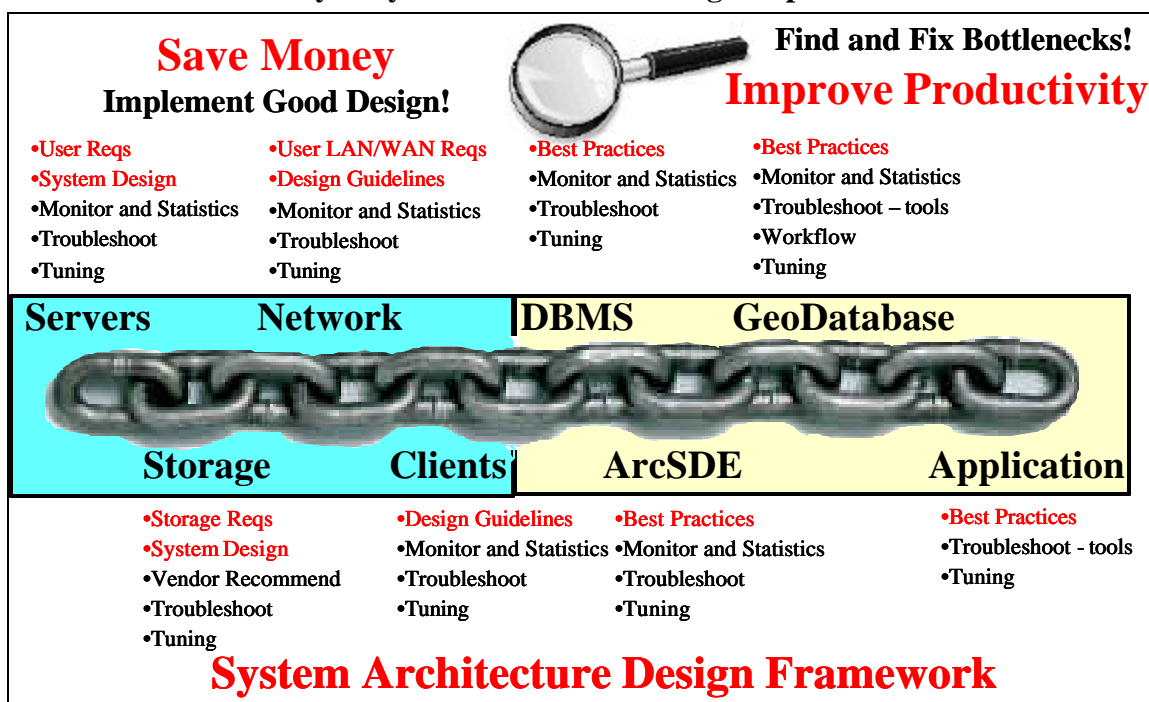 Save Money
Implement Good Design!
Find and Fix Bottlenecks!
Improve Productivity
•User Reqs
•System Design
•Monitor and Statistics
•Troubleshoot
•Tuning
•User LAN/WAN Reqs
•Design Guidelines
•Monitor and Statistics
•Troubleshoot
•Tuning
•Best Practices
•Monitor and Statistics
•Troubleshoot
•Tuning
•Best Practices
•Monitor and Statistics
•Troubleshoot – tools
•Workflow
•Tuning
Servers Network DBMS GeoDatabase
Storage Clients ArcSDE Application
•Storage Reqs
•System Design
•Vendor Recommend
•Troubleshoot
•Tuning
•Design Guidelines
•Monitor and Statistics
•Troubleshoot
•Tuning
•Best Practices
•Monitor and Statistics
•Troubleshoot
•Tuning
•Best Practices
•Troubleshoot - tools
•Tuning
System Architecture Design Framework